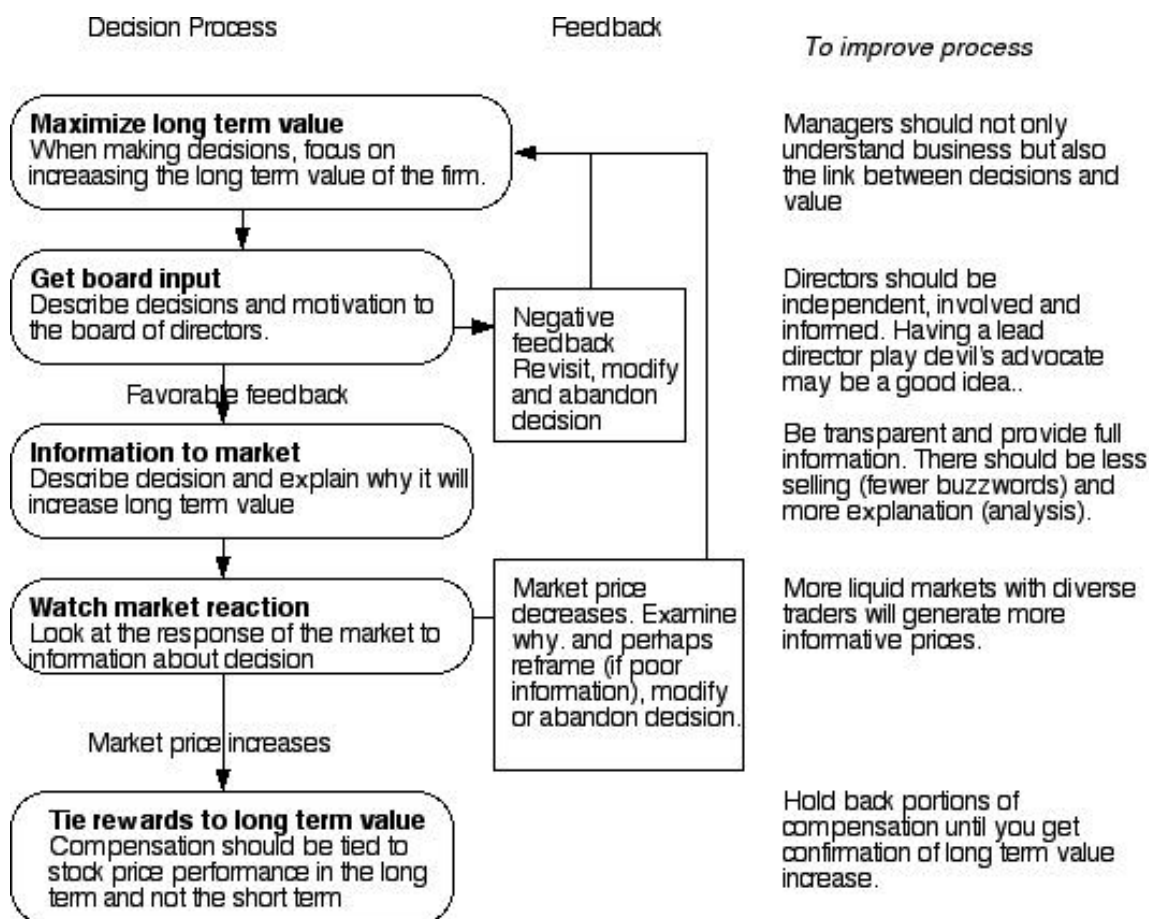 Decision Process
Feedback
To improve process
Maximize long term value
When making decisions, focus on
increaasing the long term value of the firm.
Managers should not only
understand business but also
the link between decisions and
value
Get board input
Describe decisions and motivation to
the board of directors.
Negative
feedback
Revisit, modify
and abandon
decision
Directors should be
independent, involved and
informed. Having a lead
director play devil's advocate
may be a good idea..
Favorable feedback
Information to market
Describe decision and explain why it will
increase long term value
Be transparent and provide full
information. There should be less
selling (fewer buzzwords) and
more explanation (analysis).
Watch market reaction
Look at the response of the market to
information about decision
Market price
decreases. Examine
why. and perhaps
reframe (if poor
information), modify
or abandon decision.
More liquid markets with diverse
traders will generate more
informative prices.
Market price increases
Tie rewards to long term value
Compensation should be tied to
stock price performance in the long
term and not the short term
Hold back portions of
compensation until you get
confirmation of long term value
increase.